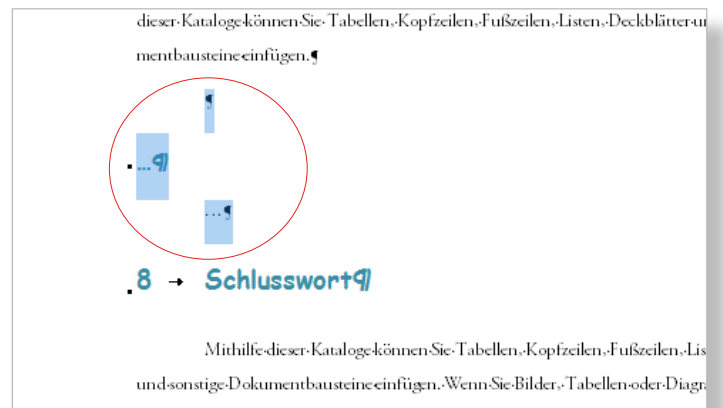 dieser·Kataloge·können·Sie·Tabellen,·Kopfzeilen,·Fußzeilen,·Listen,·Deckblätter·u
mentbausteine·einfügen.¶
¶
...¶
...¶
8 → Schlusswort¶
Mithilfe·dieser·Kataloge·können·Sie·Tabellen,·Kopfzeilen,·Fußzeilen,·Lis
und·sonstige·Dokumentbausteine·einfügen.·Wenn·Sie·Bilder,·Tabellen·oder·Diagr